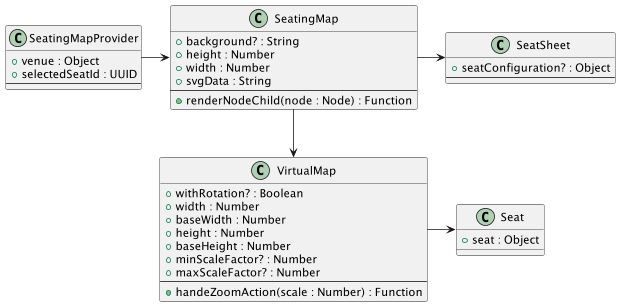 C SeatingMapProvider
venue : Object
selectedSeatId : UUID
C SeatingMap
background? : String
height : Number
width : Number
svgData : String
renderNodeChild(node : Node) : Function
C SeatSheet
seatConfiguration? : Object
C VirtualMap
withRotation? : Boolean
width : Number
baseWidth : Number
height : Number
baseHeight : Number
minScaleFactor? : Number
maxScaleFactor? : Number
handeZoomAction(scale : Number) : Function
C Seat
seat : Object